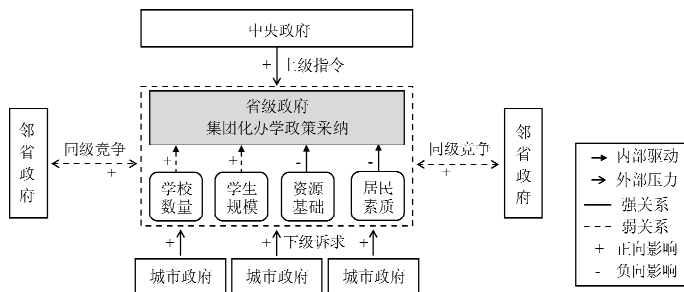 中央政府
+ 上级指令
省级政府
集团化办学政策采纳
邻省政府
同级竞争
+
同级竞争
+
邻省政府
+ + - -
学校数量
学生规模
资源基础
居民素质
+ + 下级诉求 +
城市政府 城市政府 城市政府
内部驱动
外部压力
强关系
弱关系
+ 正向影响
- 负向影响